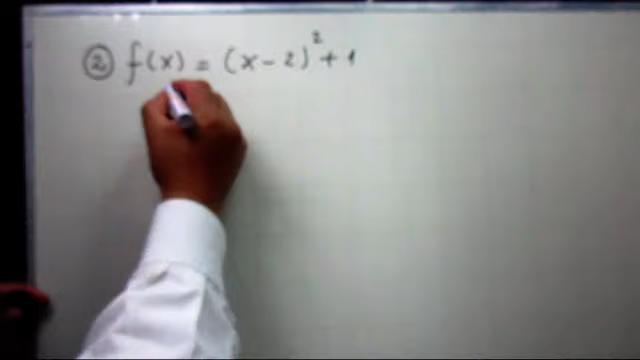 ② f(x) = (x-2)² + 1